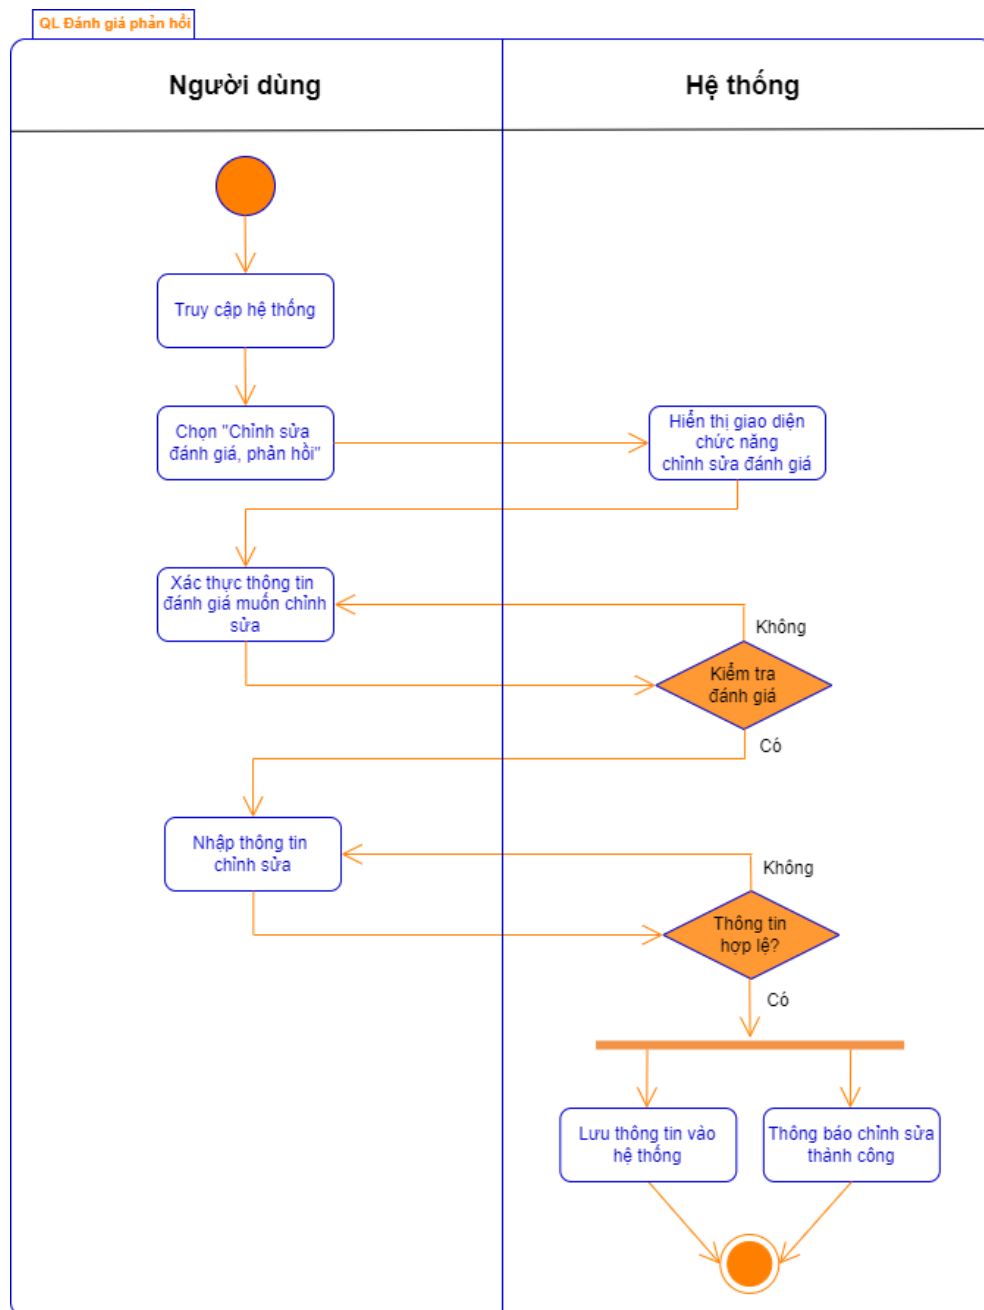 QL Đánh giá phản hồi
Người dùng
Hệ thống
Truy cập hệ thống
Chọn "Chỉnh sửa
đánh giá, phản hồi"
Hiển thị giao diện
chức năng
chỉnh sửa đánh giá
Xác thực thông tin
đánh giá muốn chỉnh
sửa
Không
Kiểm tra
đánh giá
Có
Nhập thông tin
chỉnh sửa
Không
Thông tin
hợp lệ?
Có
Lưu thông tin vào
hệ thống
Thông báo chỉnh sửa
thành công